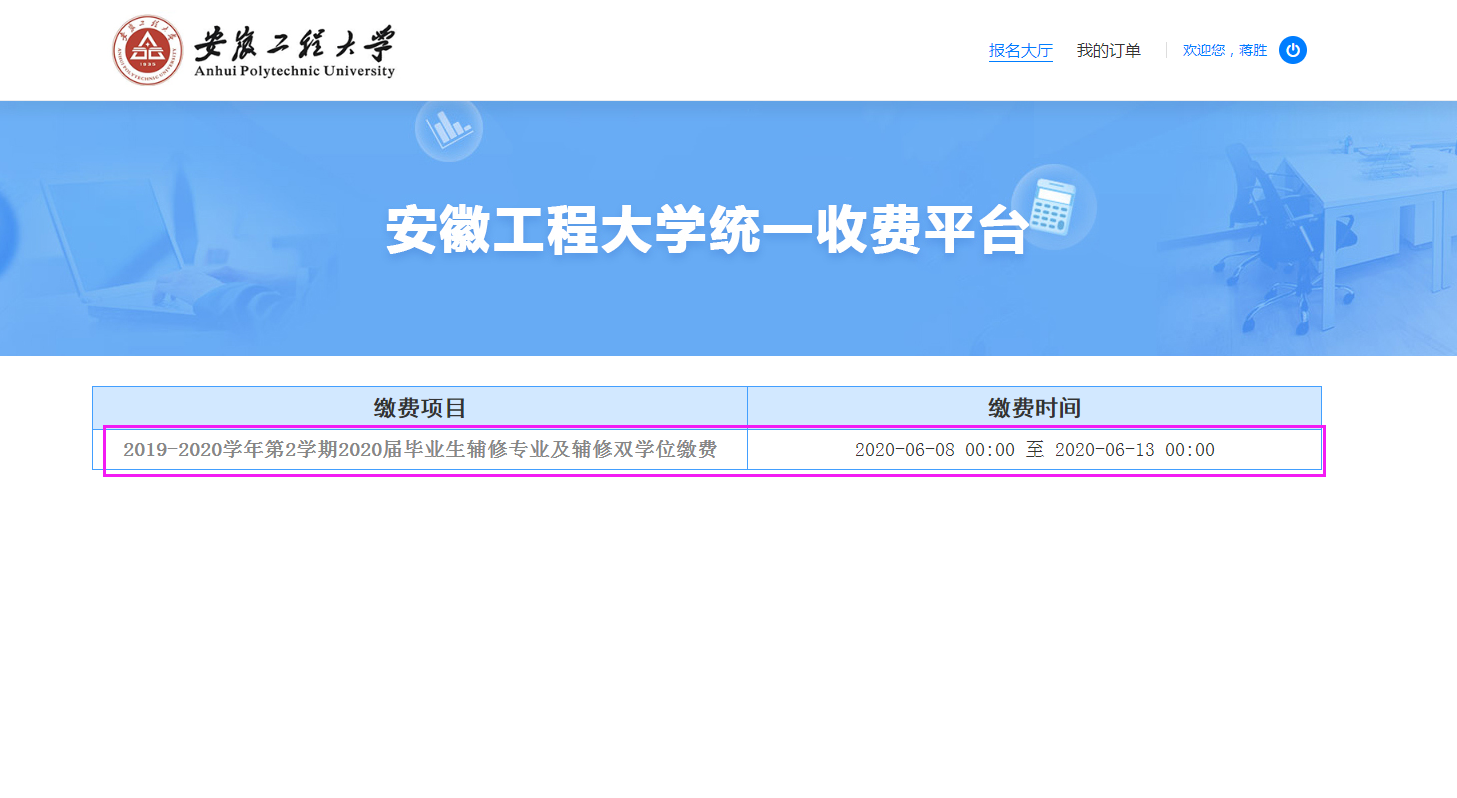 安徽工程大学
Anhui Polytechnic University
报名大厅 我的订单 欢迎您，蒋胜
安徽工程大学统一收费平台
缴费项目 缴费时间
2019-2020学年第2学期2020届毕业生辅修专业及辅修双学位缴费 2020-06-08 00:00 至 2020-06-13 00:00